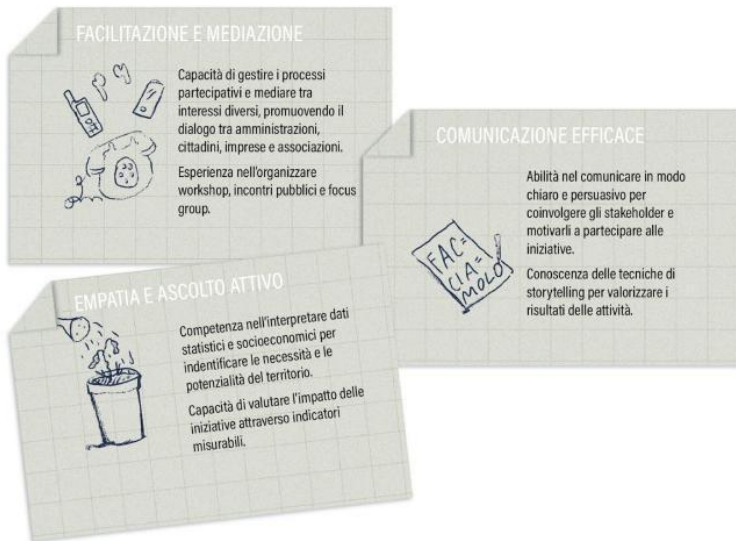 FACILITAZIONE E MEDIAZIONE
Capacità di gestire i processi
partecipativi e mediare tra
interessi diversi, promuovendo il
dialogo tra amministrazioni,
cittadini, imprese e associazioni.
Esperienza nell'organizzare
workshop, incontri pubblici e focus
group.
COMUNICAZIONE EFFICACE
Abilità nel comunicare in modo
chiaro e persuasivo per
coinvolgere gli stakeholder e
motivarli a partecipare alle
iniziative.
Conoscenza delle tecniche di
storytelling per valorizzare i
risultati delle attività.
FAC=
CIA=
MOLO!
EMPATIA E ASCOLTO ATTIVO
Competenza nell'interpretare dati
statistici e socioeconomici per
indentificare le necessità e le
potenzialità del territorio.
Capacità di valutare l'impatto delle
iniziative attraverso indicatori
misurabili.